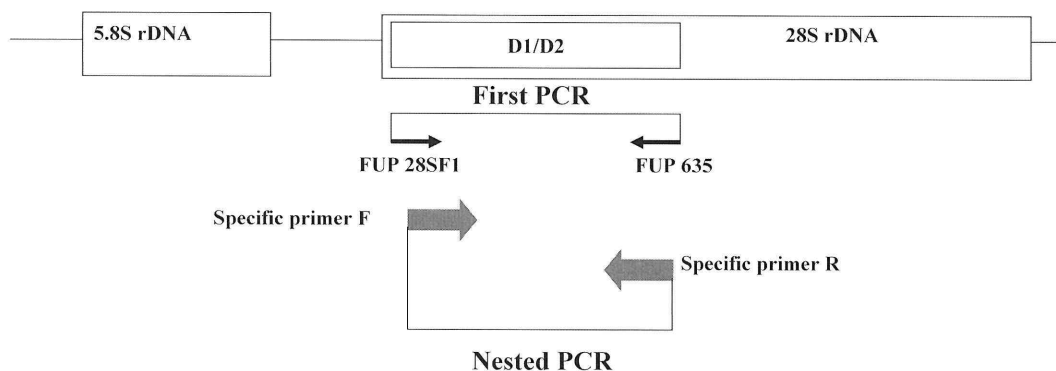 5.8S rDNA
D1/D2
28S rDNA
First PCR
FUP 28SF1
FUP 635
Specific primer F
Specific primer R
Nested PCR